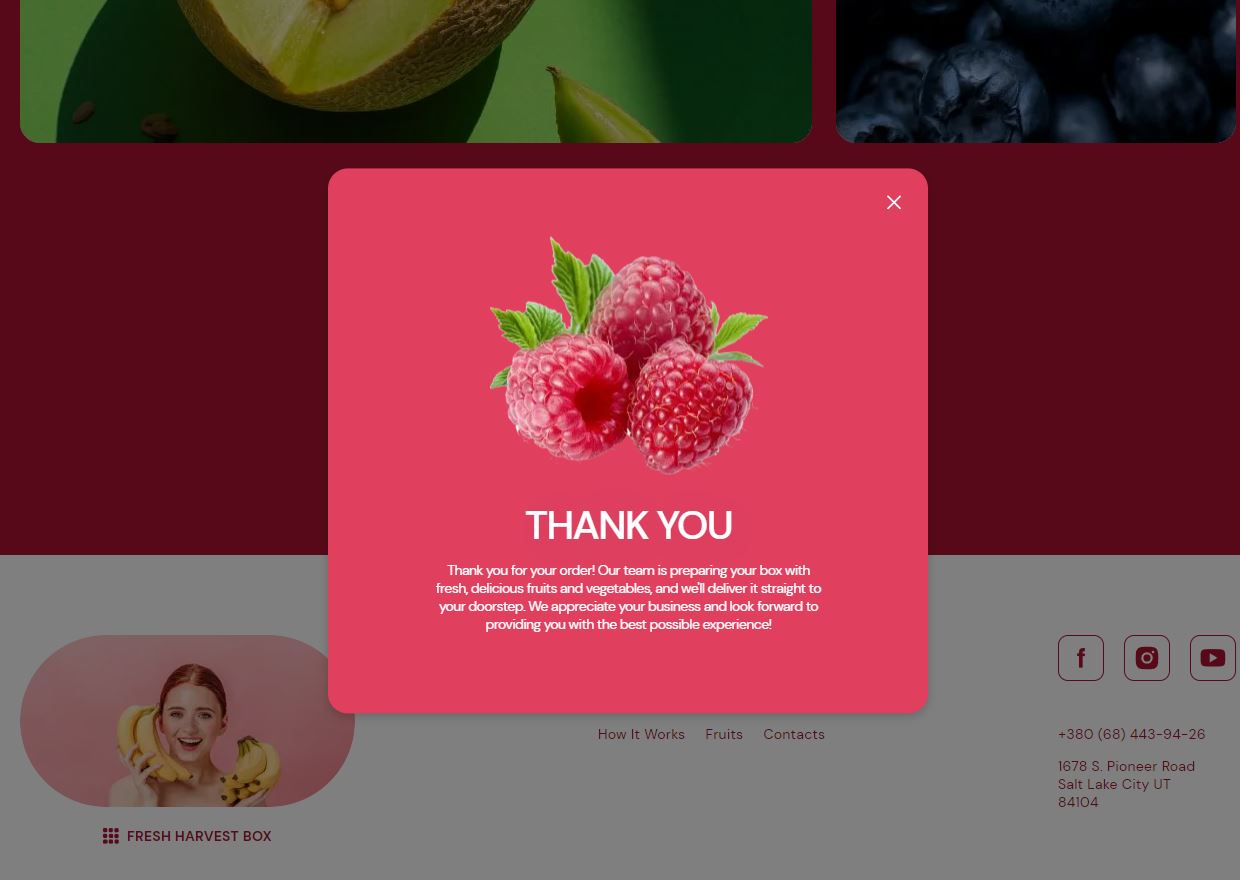 THANK YOU
Thank you for your order! Our team is preparing your box with
fresh, delicious fruits and vegetables, and we'll deliver it straight to
your doorstep. We appreciate your business and look forward to
providing you with the best possible experience!
FRESH HARVEST BOX
How It Works Fruits Contacts
+380 (68) 443-94-26
1678 S. Pioneer Road
Salt Lake City UT
84104